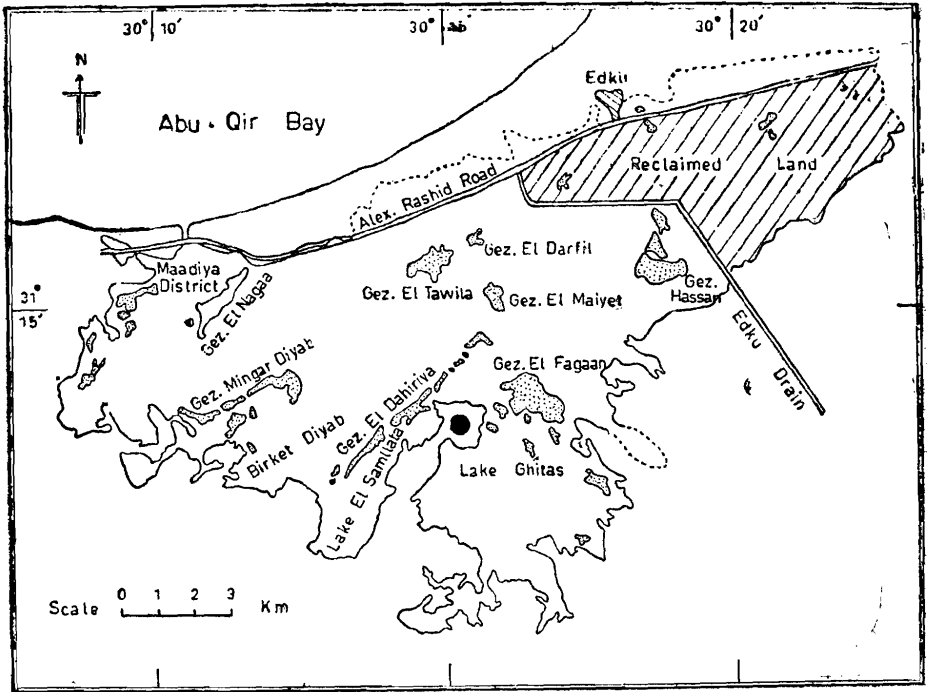 30° 10'
30°
30° 20'
N
Edku
Abu. Qir Bay
Reclaimed Land
Alex. Rashid Road
Gez. El Darfil
Maadiya
District
Gez. El Nagaa
Gez. El Tawila
Gez. El Maiyet
Gez.
Hassan
31°
15'
Edku Drain
Gez. Mingar Diyab
Gez. El Fagaan
Gez. El Dahiriya
Birket Diyab
Lake El Samllata
Lake Ghitas
Scale 0 1 2 3 Km